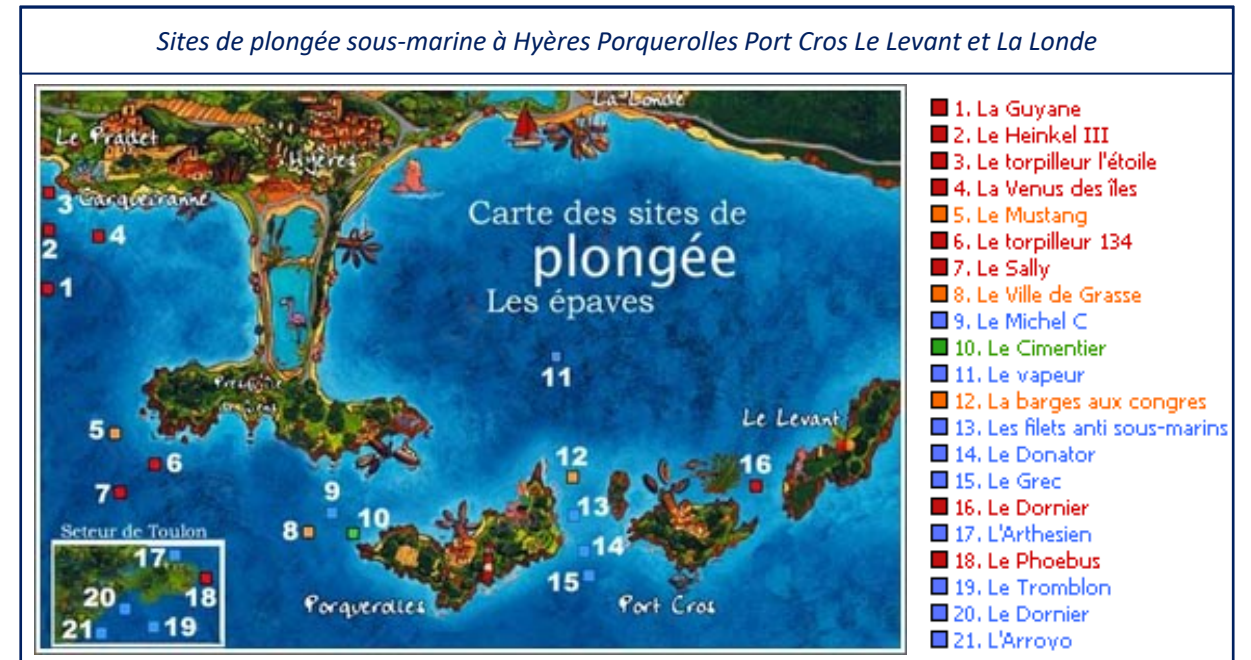 Sites de plongée sous-marine à Hyères Porquerolles Port Cros Le Levant et La Londe
La Londe
Le Pradet
Hyères
3
Carqueiranne
2
4
1
Carte des sites de
plongée
Les épaves
11
Presqu'île
Le Levant
5
6
12
16
7
9
13
8
10
14
15
Seteur de Toulon
17
20
18
21
19
Porquerolles
Port Cros
1. La Guyane
2. Le Heinkel III
3. Le torpilleur l'étoile
4. La Venus des îles
5. Le Mustang
6. Le torpilleur 134
7. Le Sally
8. Le Ville de Grasse
9. Le Michel C
10. Le Cimentier
11. Le vapeur
12. La barges aux congres
13. Les filets anti sous-marins
14. Le Donator
15. Le Grec
16. Le Dornier
17. L'Arthesien
18. Le Phoebus
19. Le Tromblon
20. Le Dornier
21. L'Arroyo